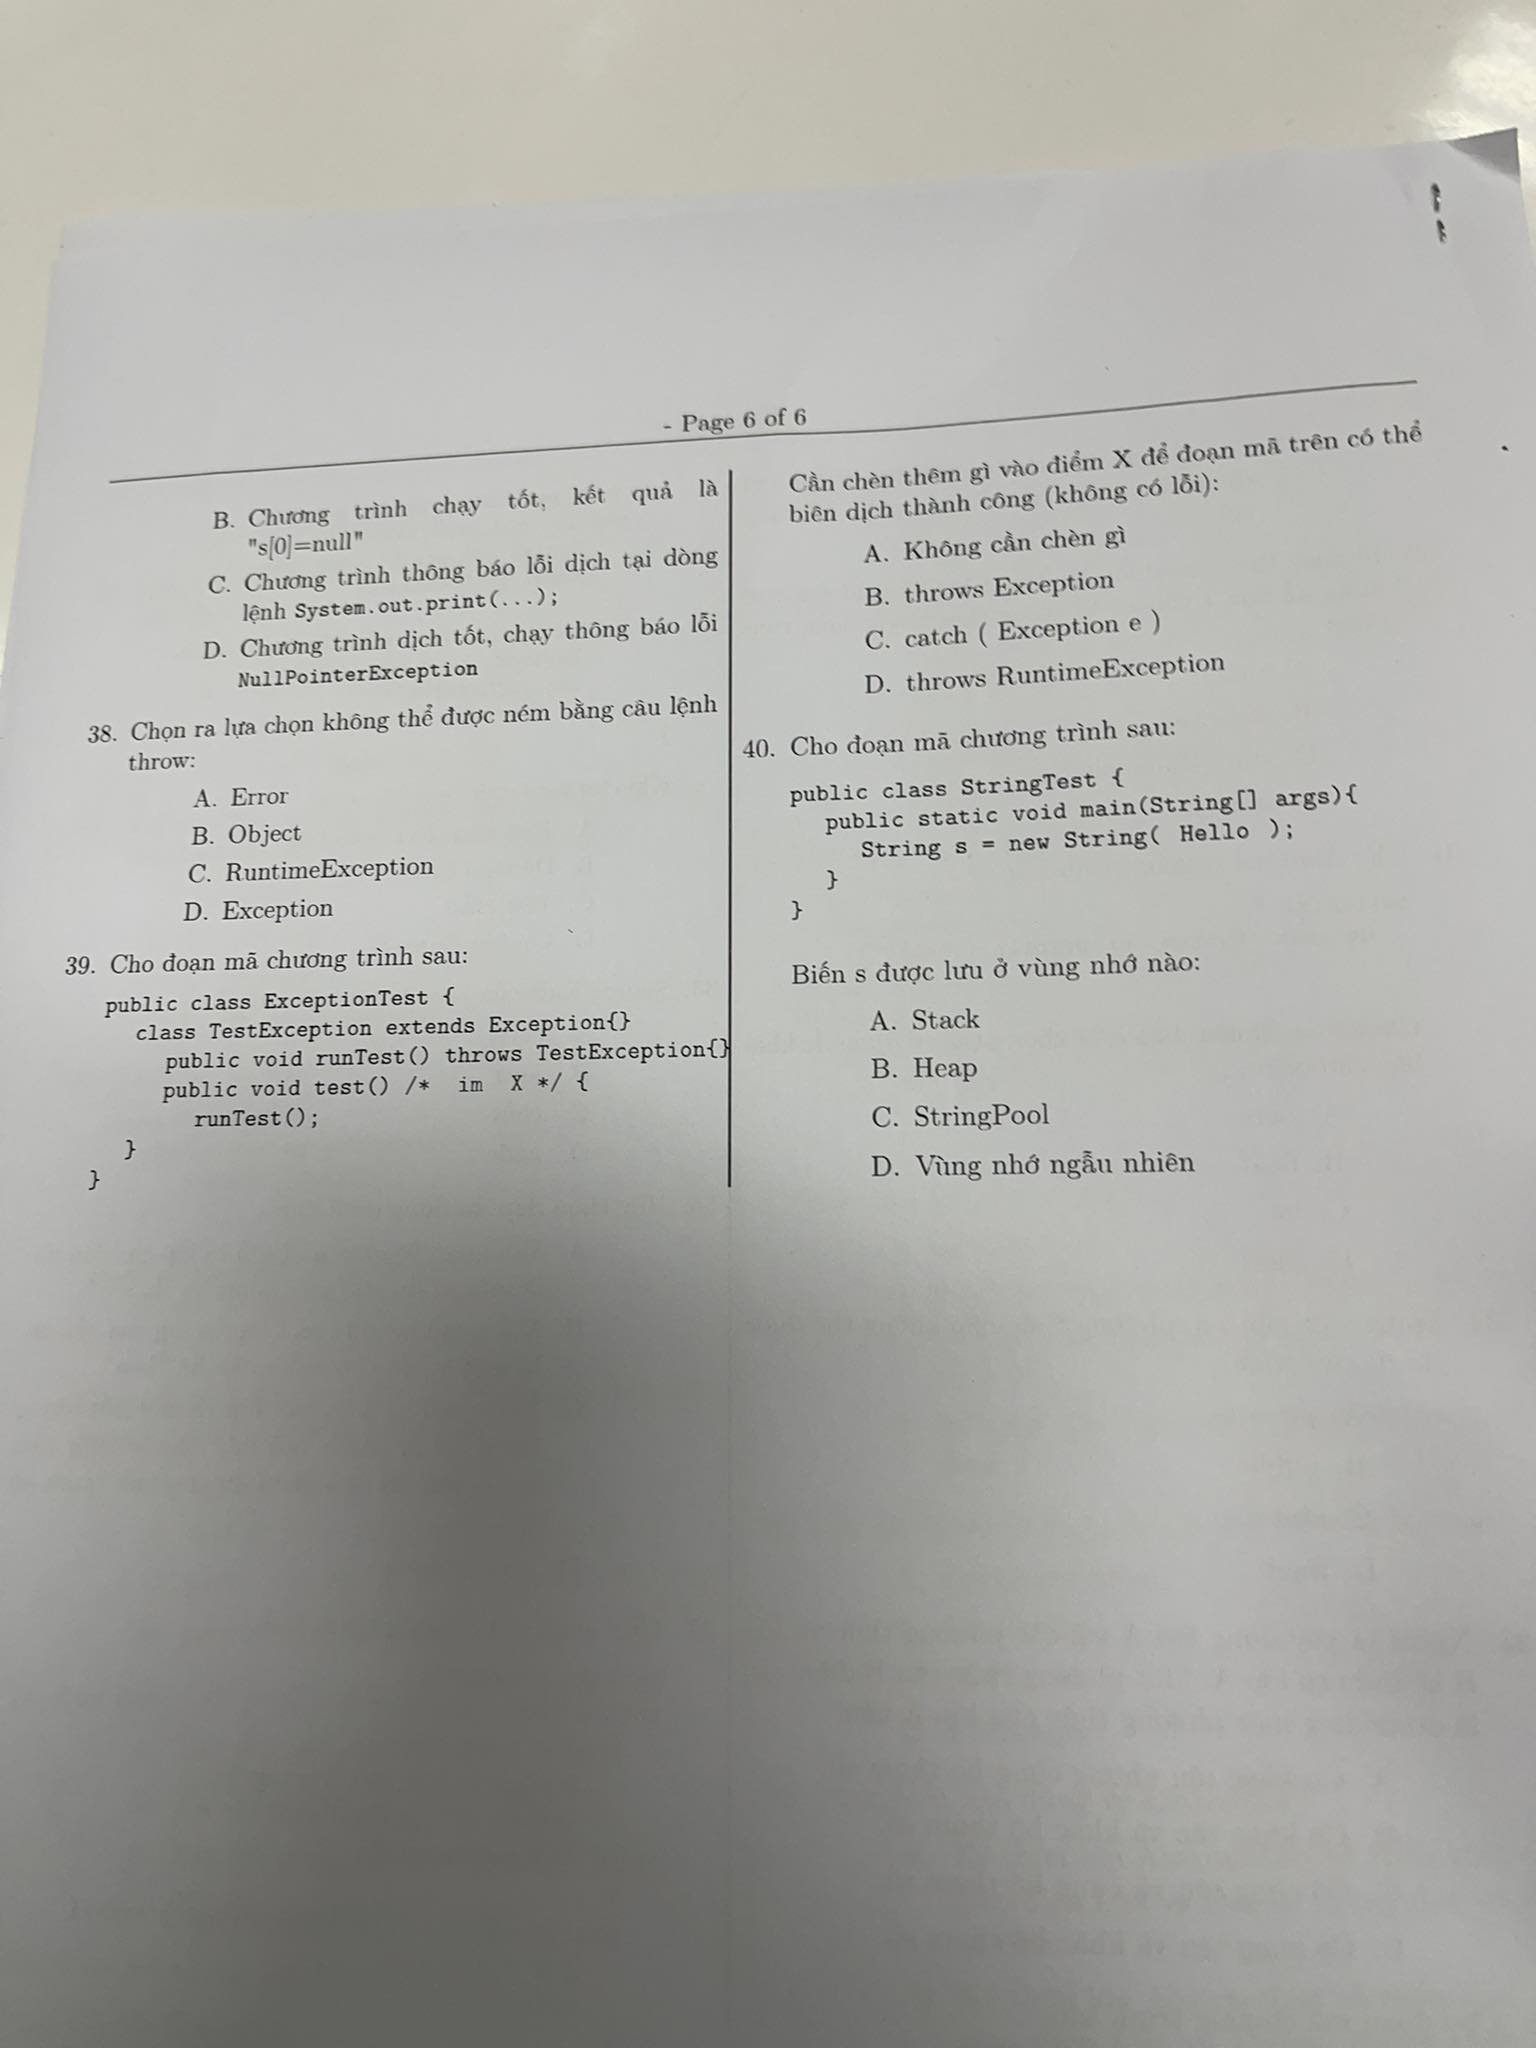 - Page 6 of 6
B. Chương trình chạy tốt, kết quả là
"s[0]=null"
C. Chương trình thông báo lỗi dịch tại dòng
lệnh System.out.print(...);
D. Chương trình dịch tốt, chạy thông báo lỗi
NullPointerException
38. Chọn ra lựa chọn không thể được ném bằng câu lệnh
throw:
A. Error
B. Object
C. RuntimeException
D. Exception
39. Cho đoạn mã chương trình sau:
public class ExceptionTest {
class TestException extends Exception{}
public void runTest() throws TestException{}
public void test() /* im X */ {
runTest();
}
}
Cần chèn thêm gì vào điểm X để đoạn mã trên có thể
biên dịch thành công (không có lỗi):
A. Không cần chèn gì
B. throws Exception
C. catch ( Exception e )
D. throws RuntimeException
40. Cho đoạn mã chương trình sau:
public class StringTest {
public static void main(String[] args){
String s = new String( Hello );
}
}
Biến s được lưu ở vùng nhớ nào:
A. Stack
B. Heap
C. StringPool
D. Vùng nhớ ngẫu nhiên